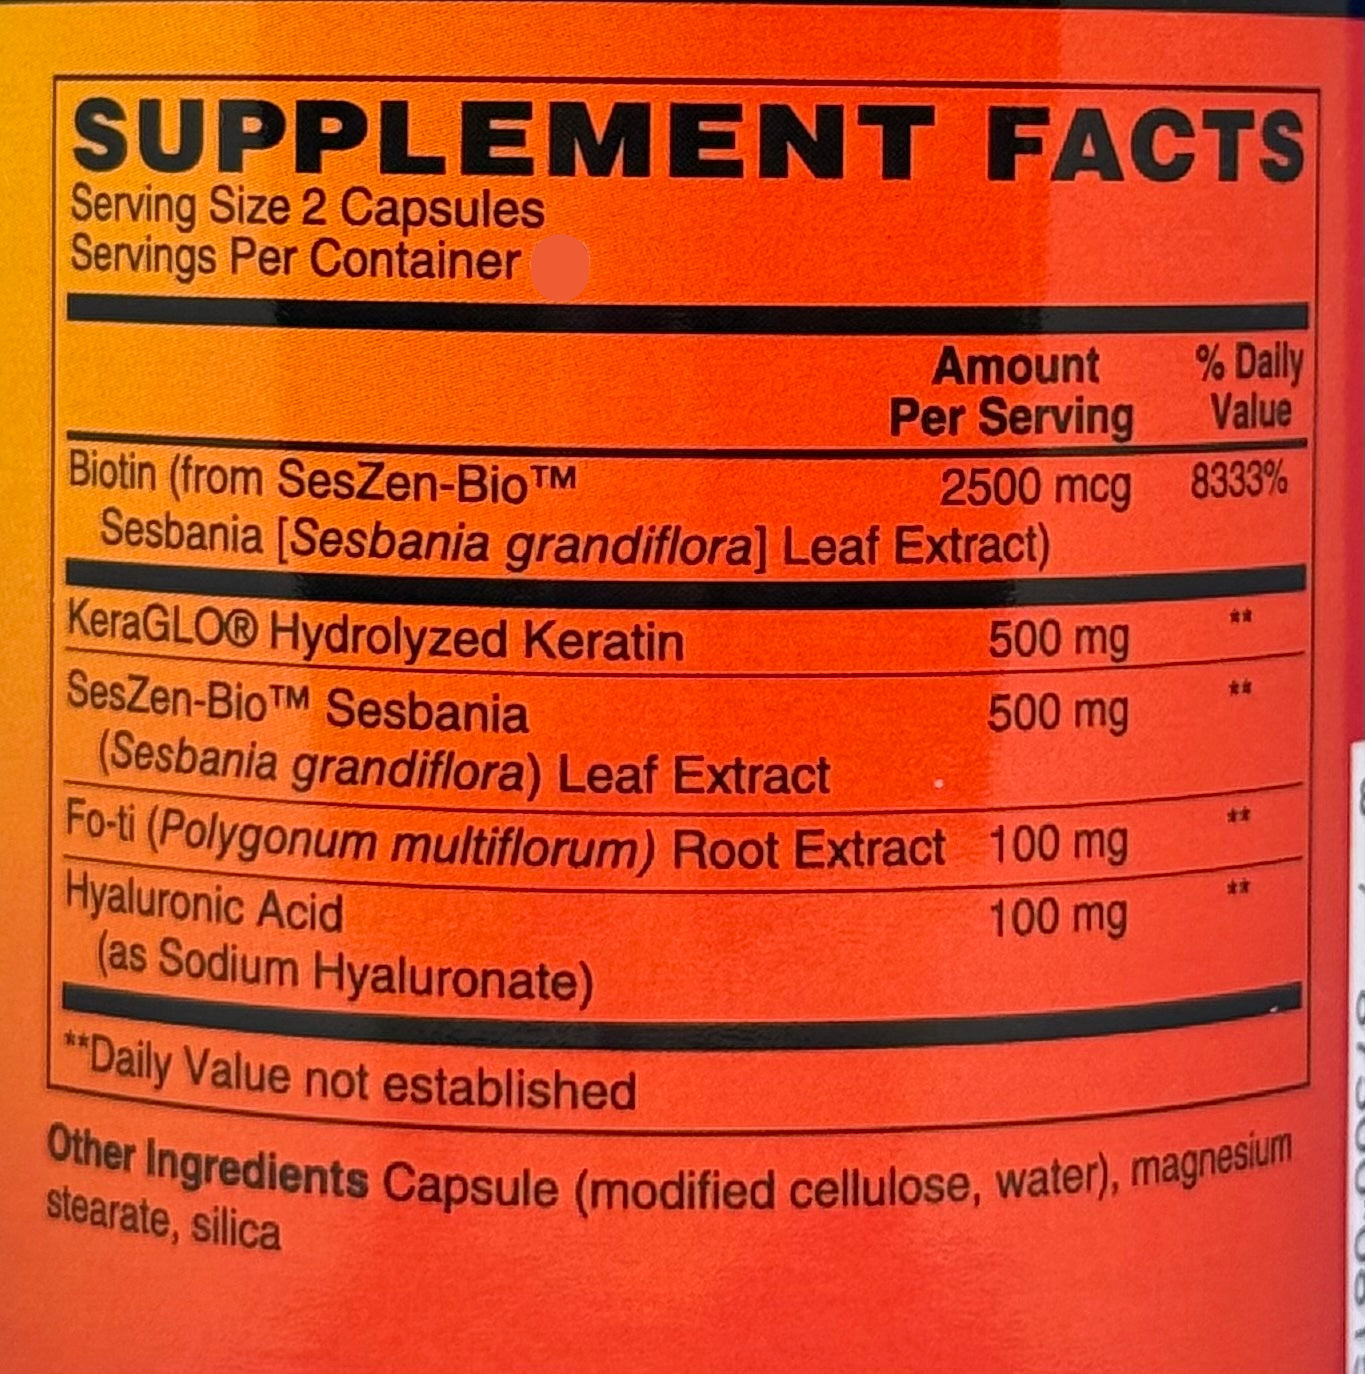 SUPPLEMENT FACTS
Serving Size 2 Capsules
Servings Per Container
Amount Per Serving
% Daily Value
Biotin (from SesZen-Bio™ 2500 mcg 8333%
Sesbania [Sesbania grandiflora] Leaf Extract)
KeraGLO® Hydrolyzed Keratin 500 mg **
SesZen-Bio™ Sesbania 500 mg **
(Sesbania grandiflora) Leaf Extract
Fo-ti (Polygonum multiflorum) Root Extract 100 mg **
Hyaluronic Acid 100 mg **
(as Sodium Hyaluronate)
**Daily Value not established
Other Ingredients Capsule (modified cellulose, water), magnesium
stearate, silica